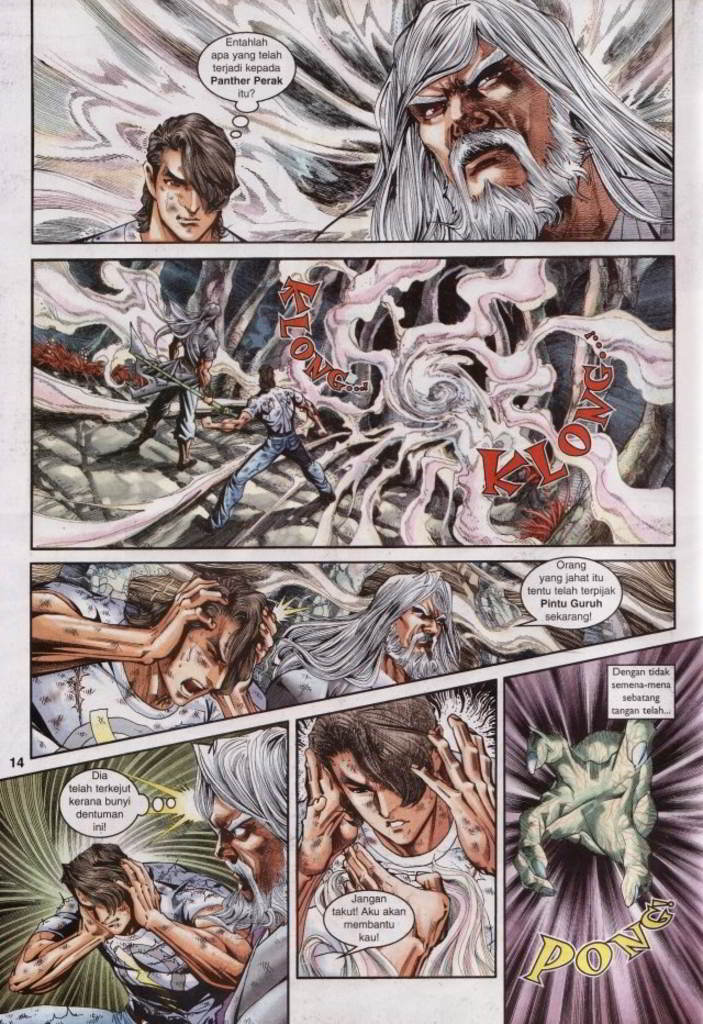 Entahlah
apa yang telah
terjadi kepada
Panther Perak
itu?
KLONG...
KLONG...
Orang
yang jahat itu
tentu telah terpijak
Pintu Guruh
sekarang!
Dengan tidak
semena-mena
sebatang
tangan telah...
14
Dia
telah terkejut
kerana bunyi
dentuman
ini!
Jangan
takut! Aku akan
membantu
kau!
PONG!